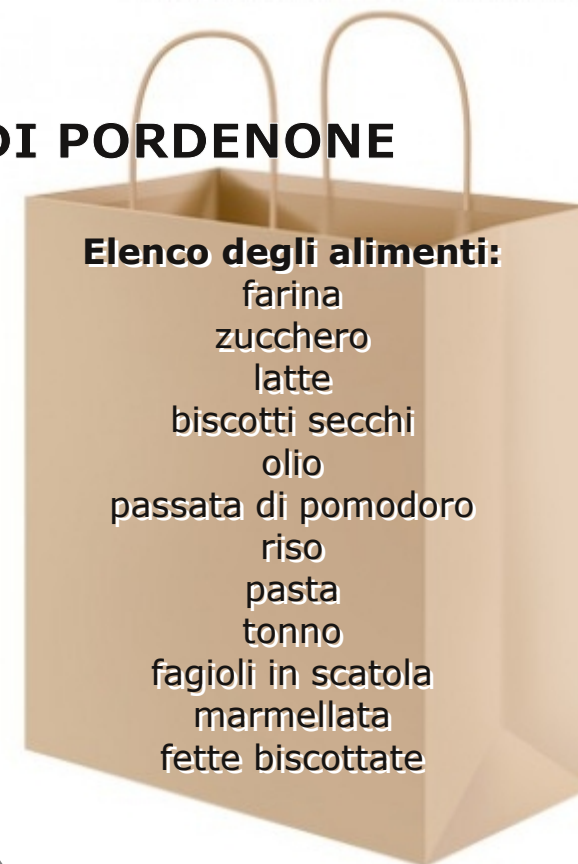 DI PORDENONE
Elenco degli alimenti:
farina
zucchero
latte
biscotti secchi
olio
passata di pomodoro
riso
pasta
tonno
fagioli in scatola
marmellata
fette biscottate